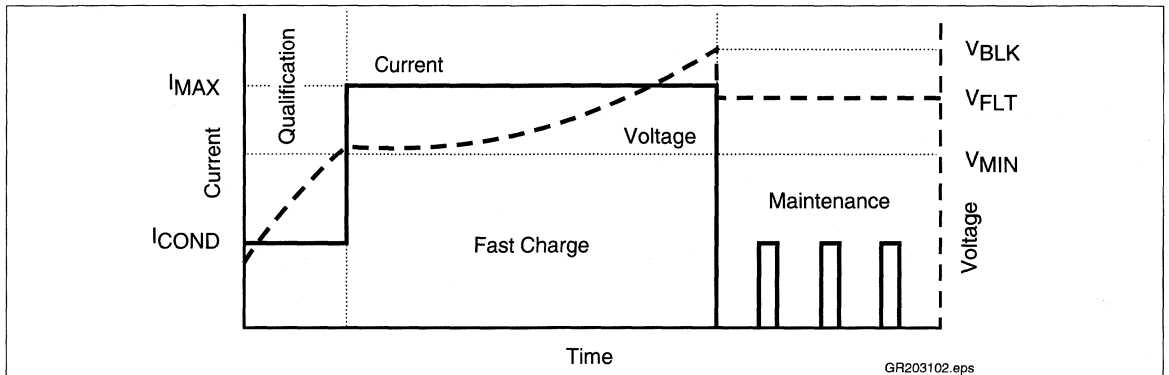 Qualification
Current
IMAX
VBLK
VFLT
Voltage
Current
VMIN
Maintenance
ICOND
Fast Charge
Voltage
Time
GR203102.eps